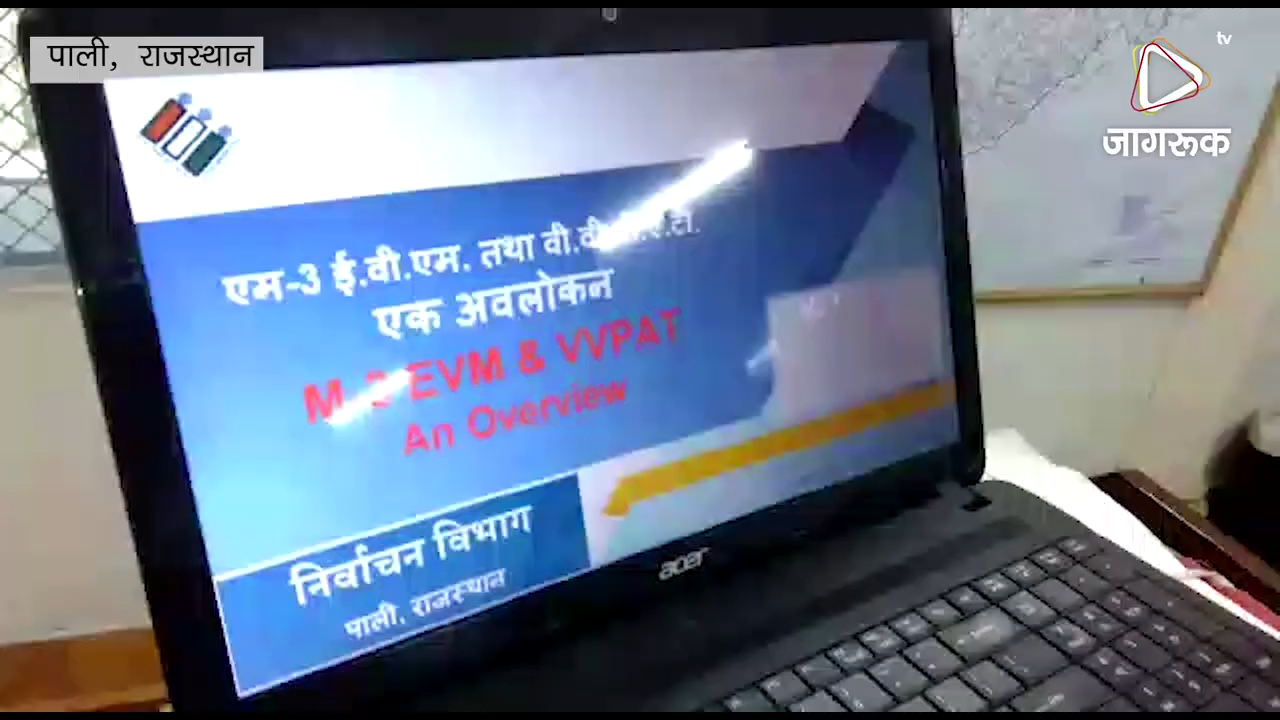 पाली, राजस्थान
tv
जागरूक
एम-3 ई.वी.एम. तथा
एक अवलोकन
EVM & VVPAT
An Overview
निर्वाचन विभाग
पाली, राजस्थान
acer